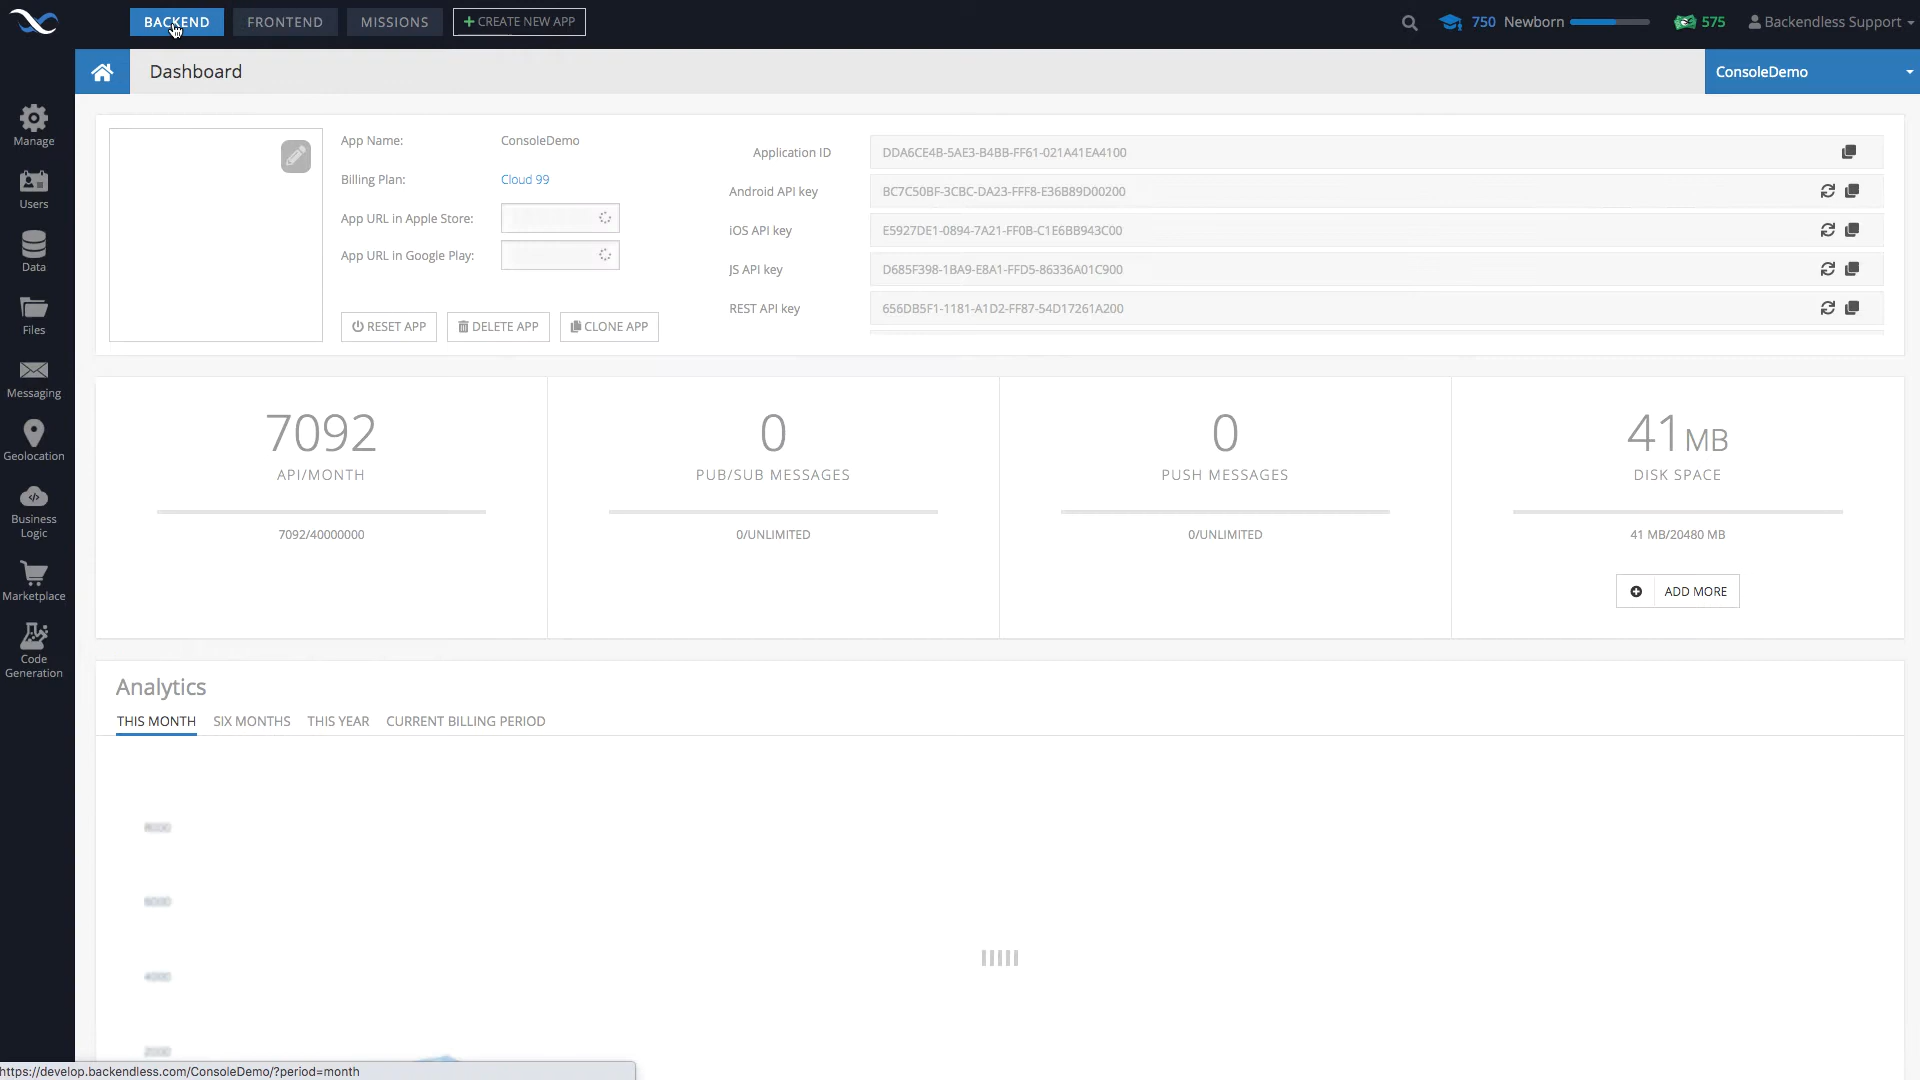 BACKEND
FRONTEND
MISSIONS
CREATE NEW APP
750 Newborn
575
Backendless Support
Dashboard
ConsoleDemo
Manage
Users
Data
Files
Messaging
Geolocation
Business
Logic
Marketplace
Code
Generation
App Name: ConsoleDemo
Billing Plan: Cloud 99
App URL in Apple Store:
App URL in Google Play:
RESET APP
DELETE APP
CLONE APP
Application ID DDA6CE4B-5AE3-B4BB-FF61-021A41EA4100
Android API key BC7C50BF-3CBC-DA23-FFF8-E36B89D00200
iOS API key E5927DE1-0894-7A21-FF0B-C1E6BB943C00
JS API key D685F398-1BA9-E8A1-FFD5-86336A01C900
REST API key 656DB5F1-1181-A1D2-FF87-54D17261A200
7092
API/MONTH
7092/40000000
0
PUB/SUB MESSAGES
0/UNLIMITED
0
PUSH MESSAGES
0/UNLIMITED
41 MB
DISK SPACE
41 MB/20480 MB
ADD MORE
Analytics
THIS MONTH
SIX MONTHS
THIS YEAR
CURRENT BILLING PERIOD
8000
6000
4000
2000
https://develop.backendless.com/ConsoleDemo/?period=month